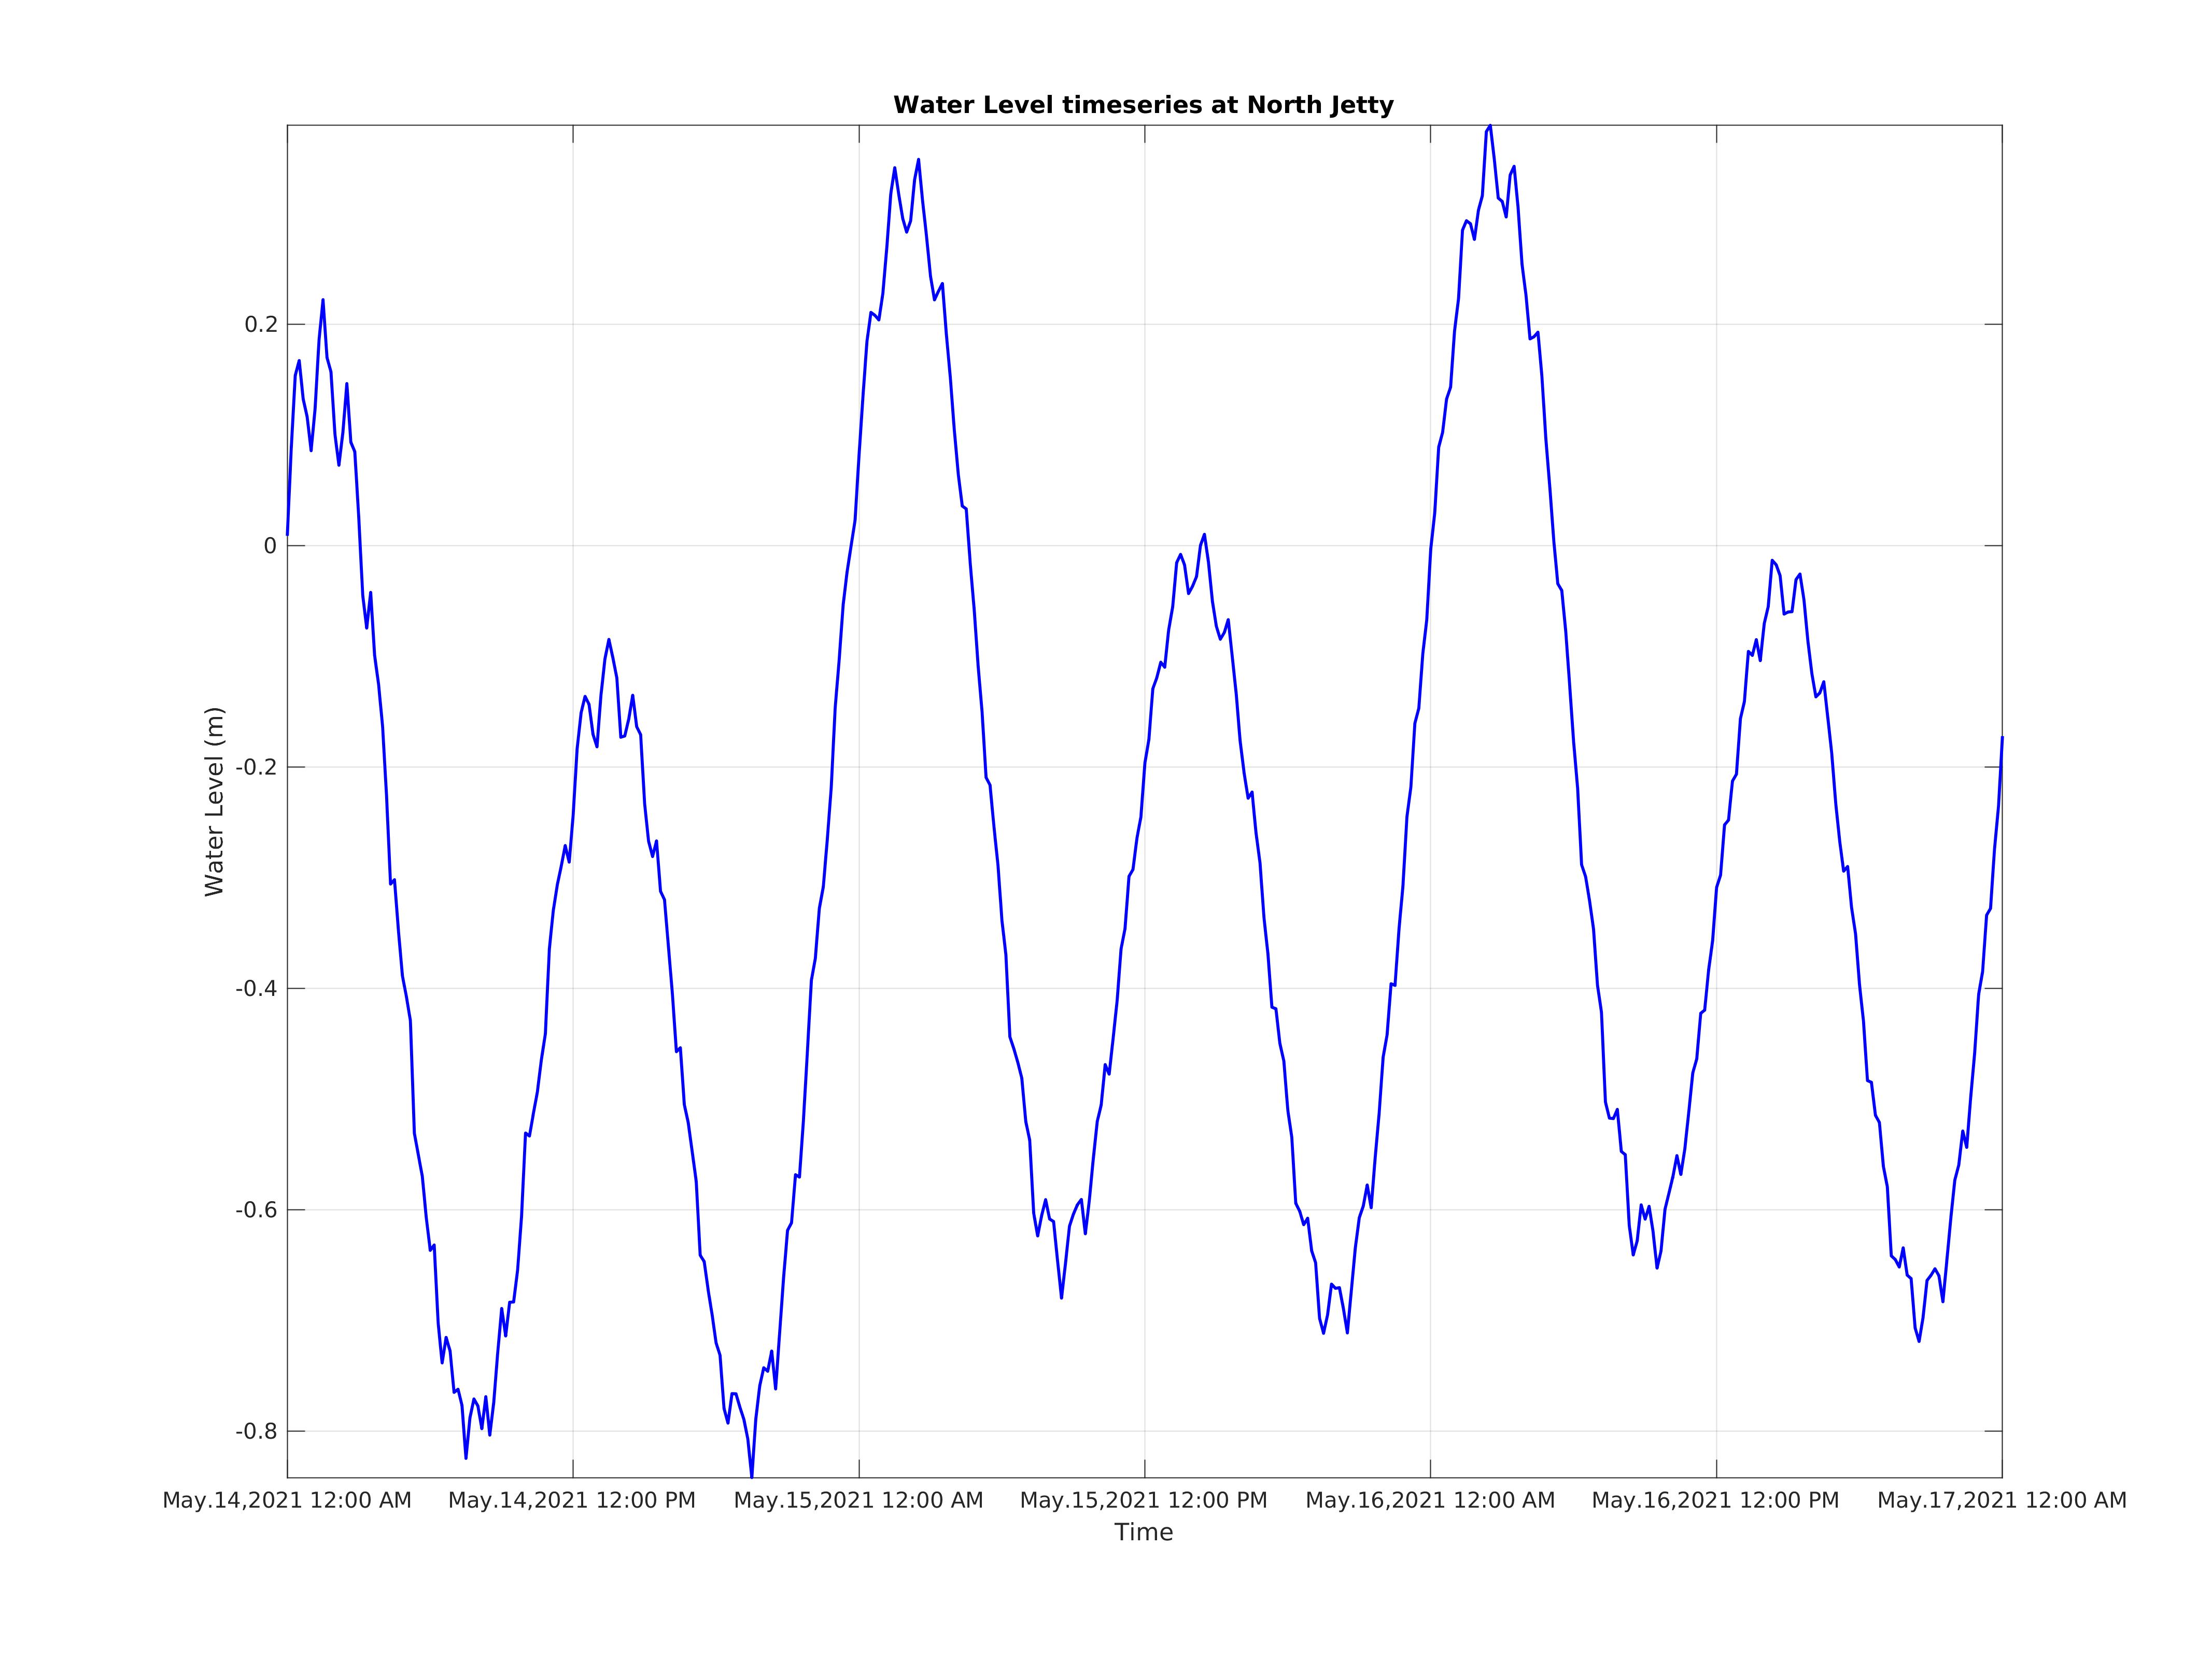 Water Level timeseries at North Jetty
0.2
0
-0.2
-0.4
-0.6
-0.8
Water Level (m)
May.14,2021 12:00 AM May.14,2021 12:00 PM May.15,2021 12:00 AM May.15,2021 12:00 PM May.16,2021 12:00 AM May.16,2021 12:00 PM May.17,2021 12:00 AM
Time